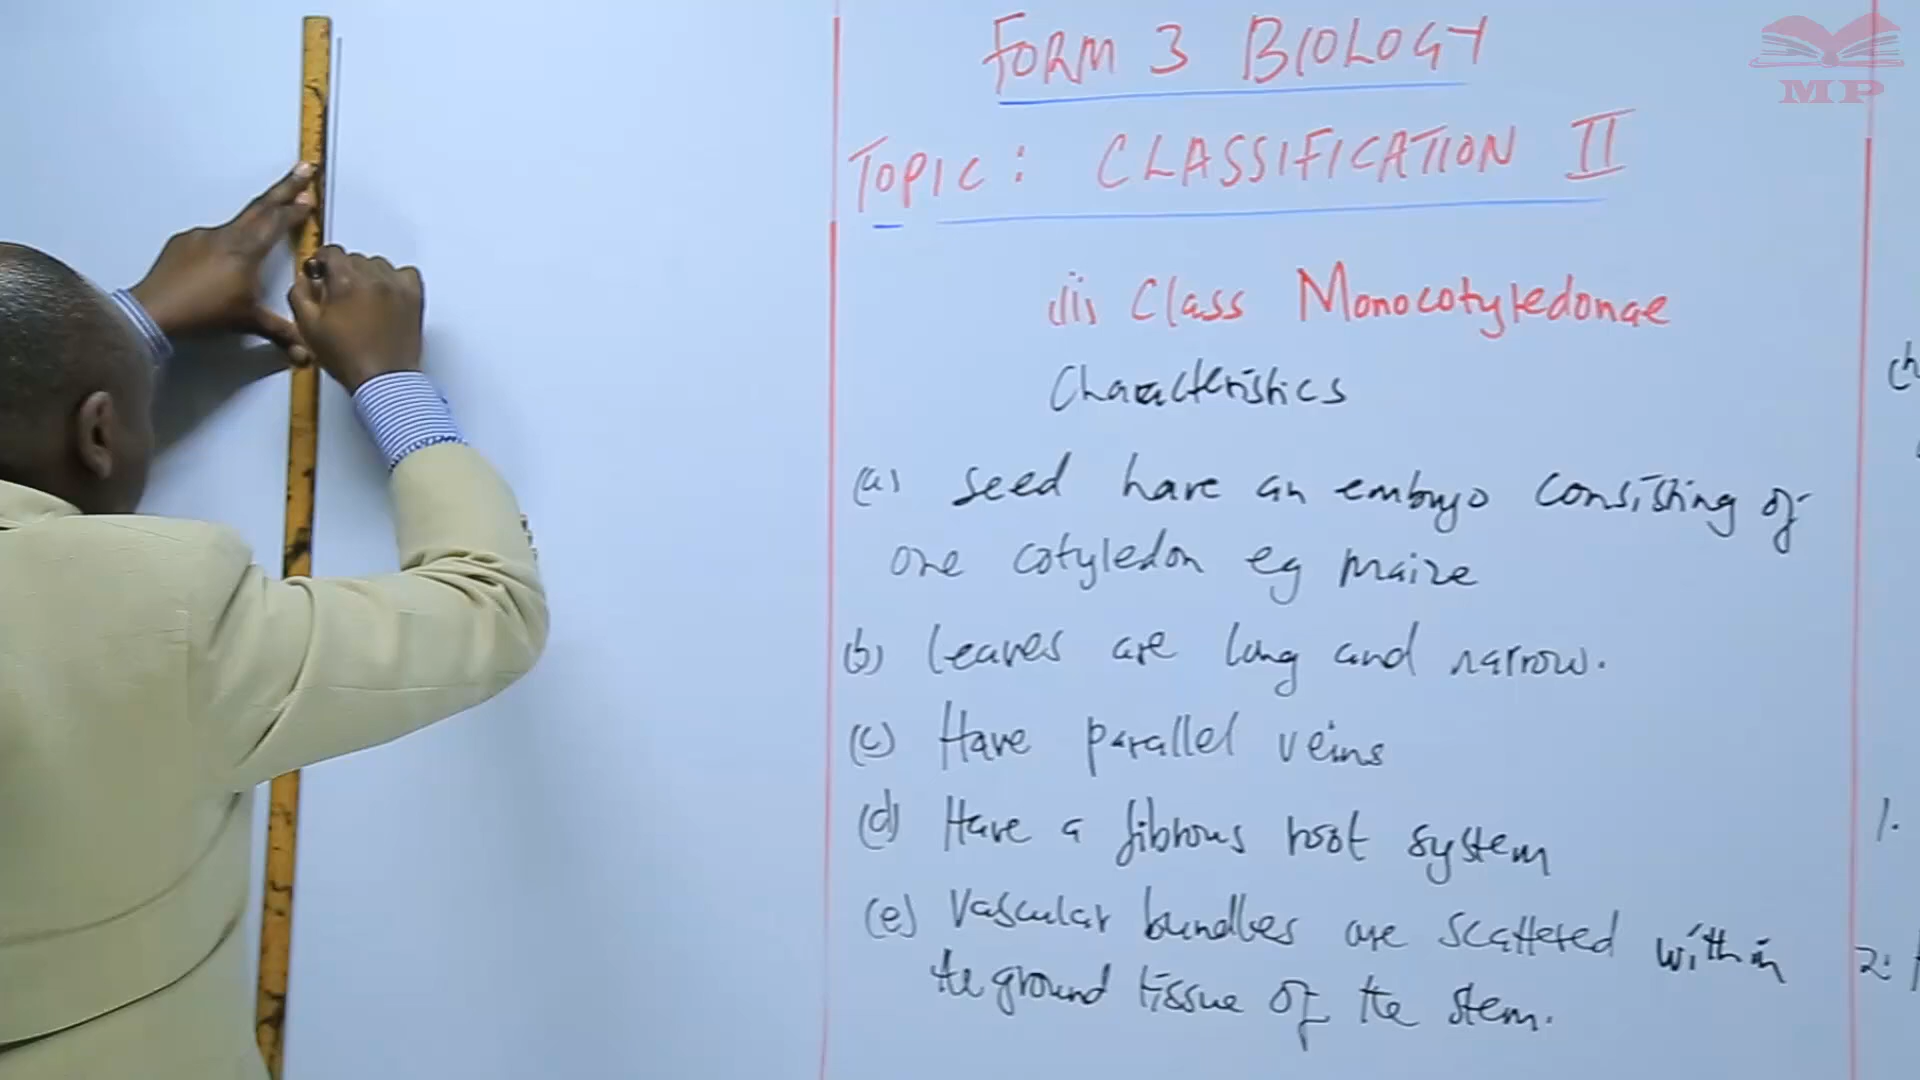 FORM 3 BIOLOGY
MP
TOPIC: CLASSIFICATION II
(ii) Class Monocotyledonae
Characteristics
(a) seed have an embryo consisting of
one cotyledon eg maize
(b) leaves are long and narrow.
(c) Have parallel veins
(d) Have a fibrous root system
(e) Vascular bundles are scattered within
the ground tissue of the stem.
1.
2.